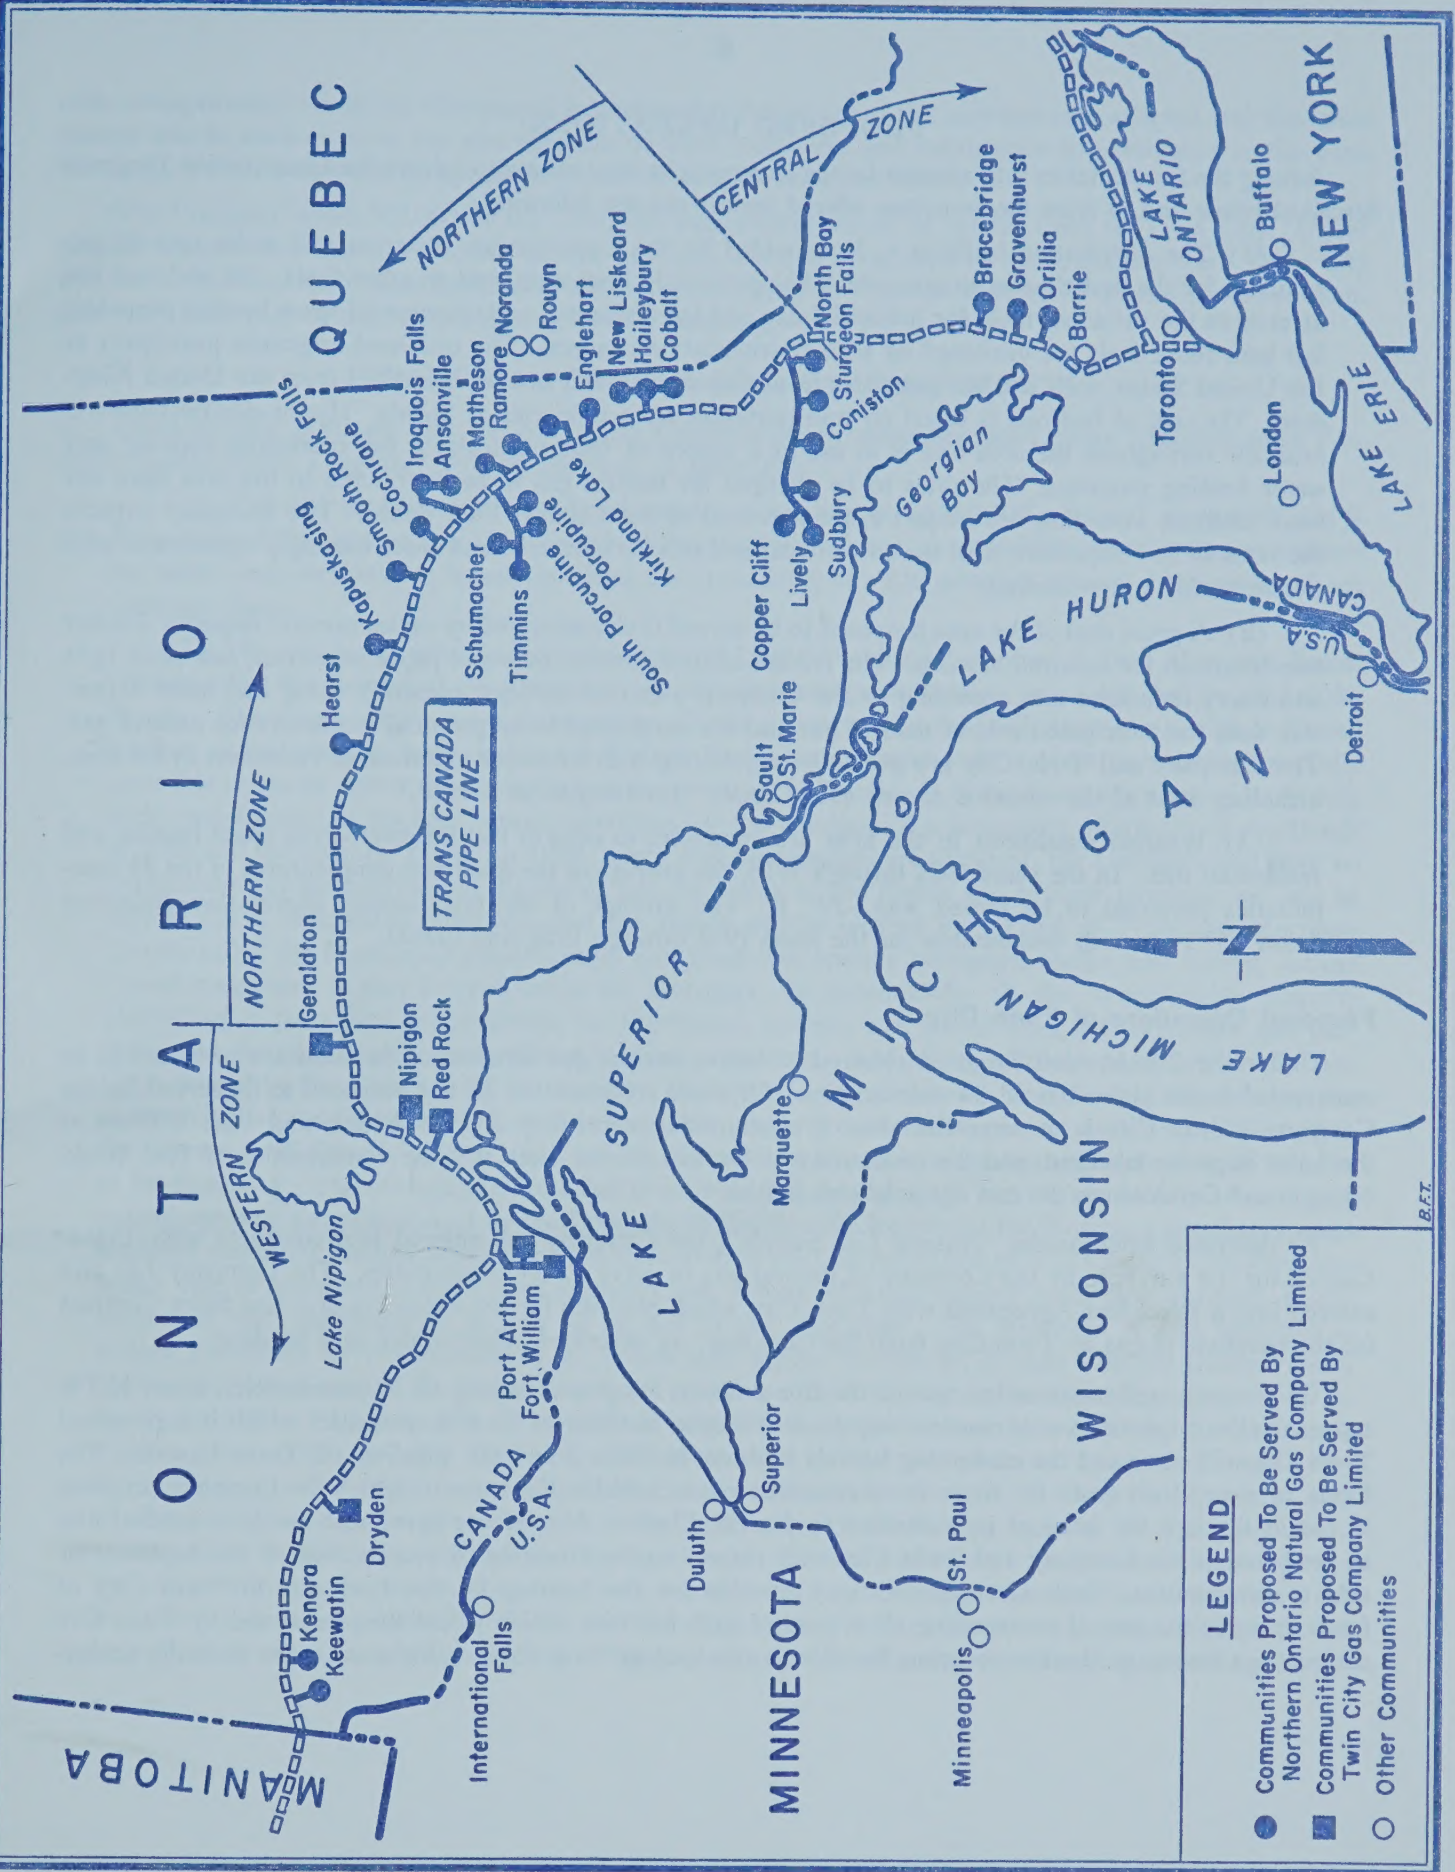 MANITOBA
ONTARIO
QUEBEC
Kenora
Keewatin
Dryden
WESTERN ZONE
NORTHERN ZONE
Lake Nipigon
Geraldton
Nipigon
Red Rock
Port Arthur
Fort William
TRANS CANADA
PIPE LINE
Hearst
Kapuskasing
Smooth Rock Falls
Cochrane
Iroquois Falls
Ansonville
Matheson
Ramore
Noranda
Rouyn
Englehart
New Liskeard
Haileybury
Cobalt
Schumacher
Timmins
South Porcupine
Porcupine
Kirkland Lake
NORTHERN ZONE
CENTRAL ZONE
North Bay
Sturgeon Falls
Coniston
Copper Cliff
Lively
Sudbury
Bracebridge
Gravenhurst
Orillia
Barrie
Toronto
LAKE
ONTARIO
Buffalo
NEW YORK
London
LAKE ERIE
Georgian
Bay
LAKE HURON
CANADA
U.S.A.
Detroit
Sault
St. Marie
LAKE SUPERIOR
MICHIGAN
LAKE MICHIGAN
Marquette
CANADA
U.S.A.
International
Falls
Duluth
Superior
MINNESOTA
St. Paul
Minneapolis
WISCONSIN
N
LEGEND
Communities Proposed To Be Served By
Northern Ontario Natural Gas Company Limited
Communities Proposed To Be Served By
Twin City Gas Company Limited
Other Communities
B.F.T.